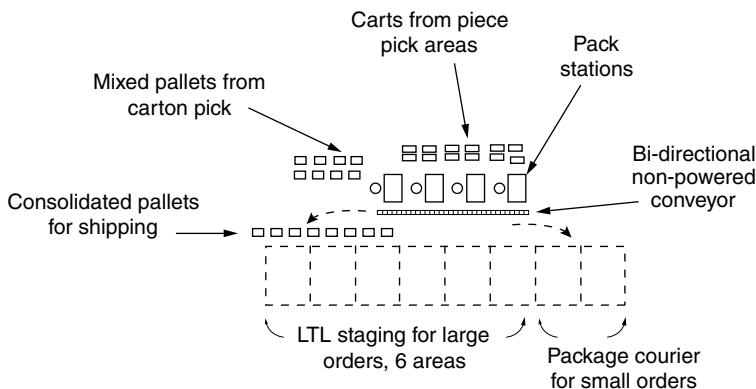 Carts from piece
pick areas
Pack
stations
Mixed pallets from
carton pick
Bi-directional
non-powered
conveyor
Consolidated pallets
for shipping
LTL staging for large
orders, 6 areas
Package courier
for small orders